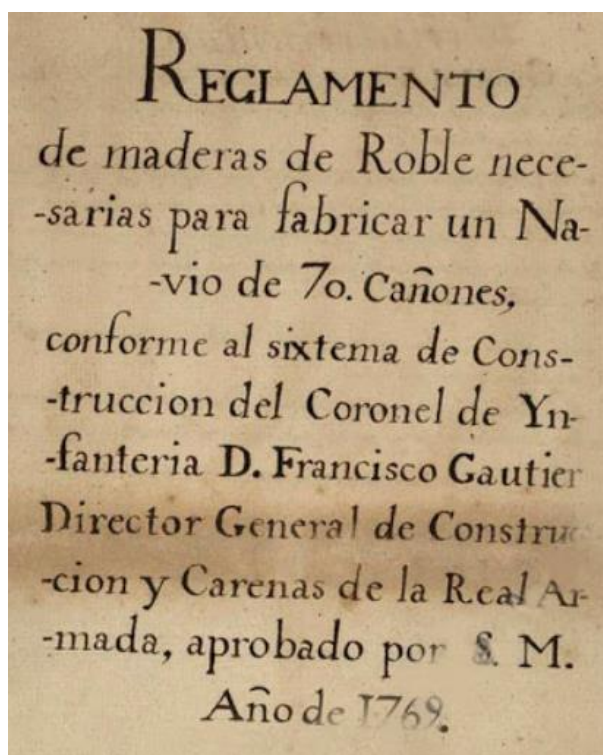 REGLAMENTO
de maderas de Roble nece-
-sarias para fabricar un Na-
-vio de 70. Cañones,
conforme al sixtema de Cons-
-truccion del Coronel de Yn-
-fanteria D. Francisco Gautier
Director General de Construc
-cion y Carenas de la Real Ar-
-mada, aprobado por S. M.
Año de 1769.